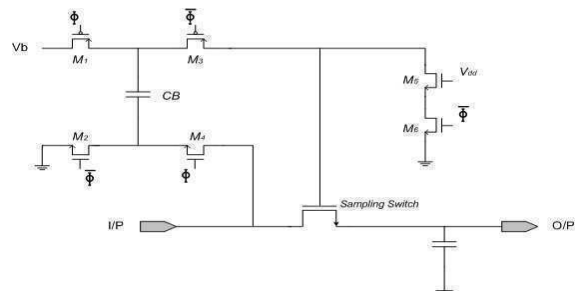 Φ Φ̅
Vb
M1 M3
CB
M5 Vdd
M6 Φ̅
M2 M4
Φ̅ Φ
Sampling Switch
I/P O/P